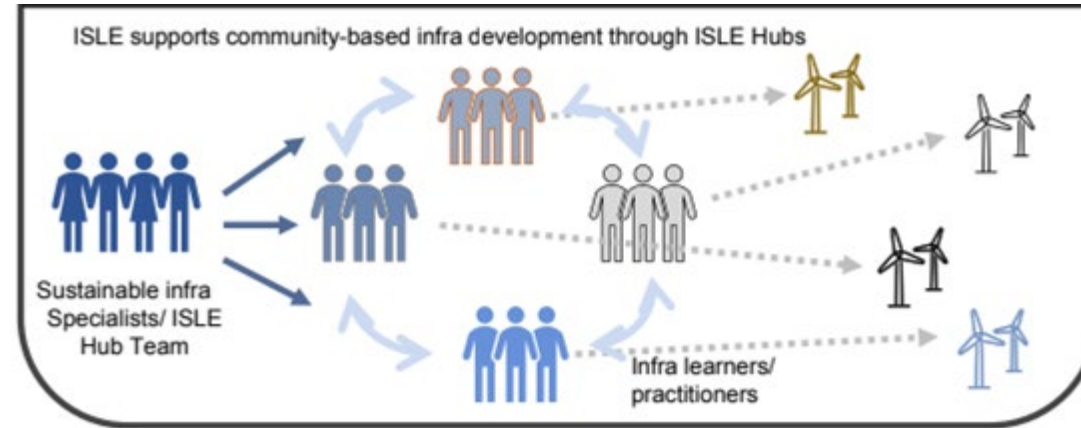 ISLE supports community-based infra development through ISLE Hubs
Sustainable infra
Specialists/ ISLE
Hub Team
Infra learners/
practitioners